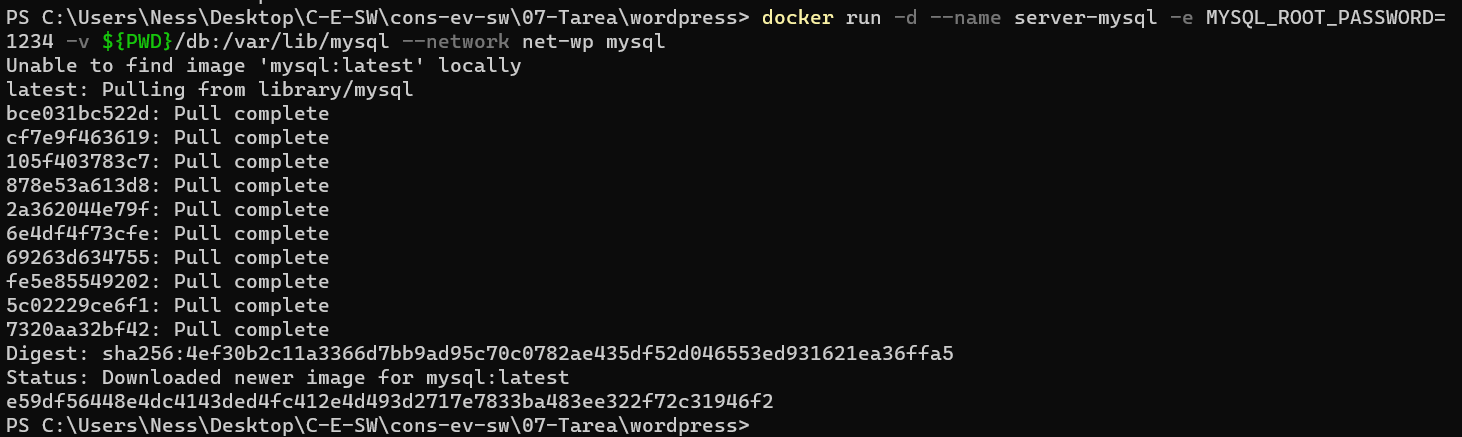 PS C:\Users\Ness\Desktop\C-E-SW\cons-ev-sw\07-Tarea\wordpress> docker run -d --name server-mysql -e MYSQL_ROOT_PASSWORD=
1234 -v ${PWD}/db:/var/lib/mysql --network net-wp mysql
Unable to find image 'mysql:latest' locally
latest: Pulling from library/mysql
bce031bc522d: Pull complete
cf7e9f463619: Pull complete
105f403783c7: Pull complete
878e53a613d8: Pull complete
2a362044e79f: Pull complete
6e4df4f73cfe: Pull complete
69263d634755: Pull complete
fe5e85549202: Pull complete
5c02229ce6f1: Pull complete
7320aa32bf42: Pull complete
Digest: sha256:4ef30b2c11a3366d7bb9ad95c70c0782ae435df52d046553ed931621ea36ffa5
Status: Downloaded newer image for mysql:latest
e59df56448e4dc4143ded4fc412e4d493d2717e7833ba483ee322f72c31946f2
PS C:\Users\Ness\Desktop\C-E-SW\cons-ev-sw\07-Tarea\wordpress>